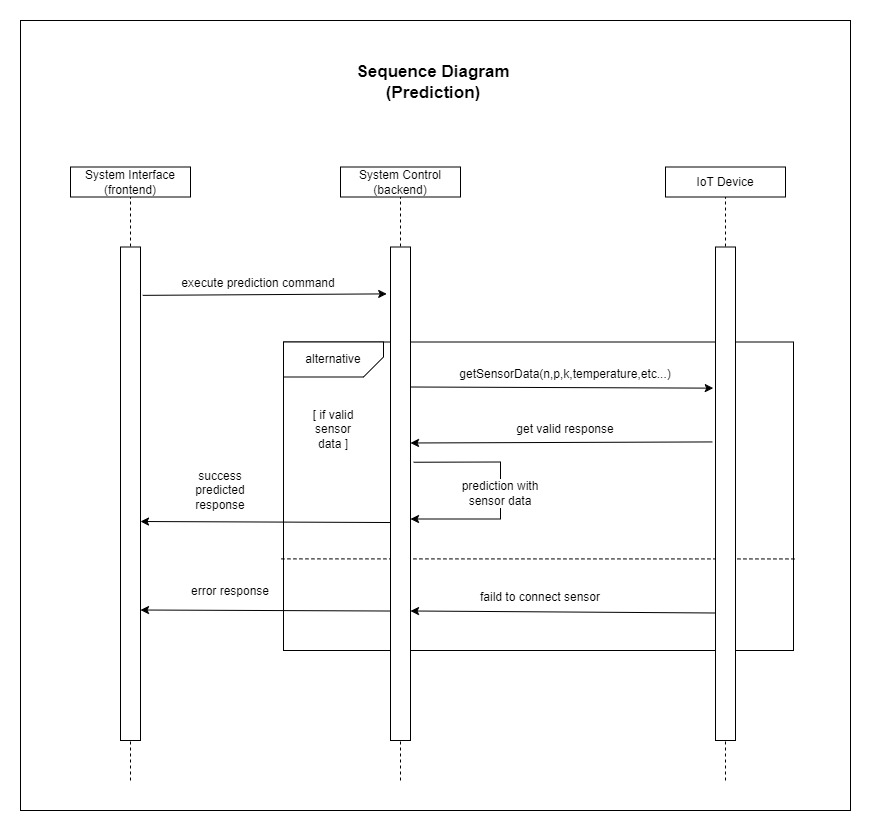 Sequence Diagram
(Prediction)
System Interface
(frontend)
System Control
(backend)
IoT Device
execute prediction command
alternative
getSensorData(n,p,k,temperature,etc...)
[ if valid
sensor
data ]
get valid response
success
predicted
response
prediction with
sensor data
error response
faild to connect sensor